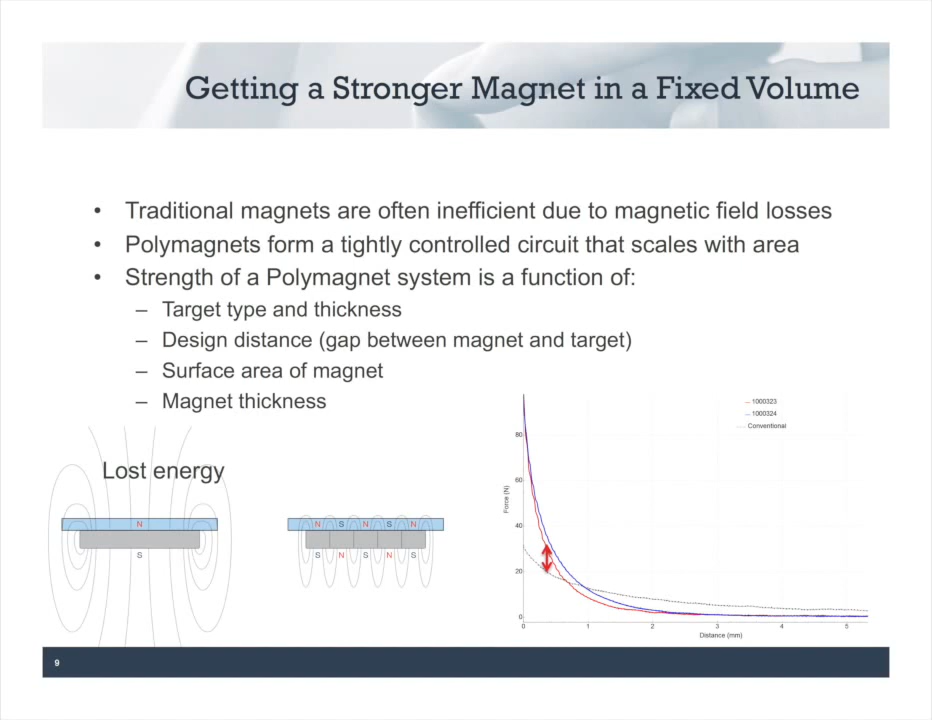 Getting a Stronger Magnet in a Fixed Volume
• Traditional magnets are often inefficient due to magnetic field losses
• Polymagnets form a tightly controlled circuit that scales with area
• Strength of a Polymagnet system is a function of:
– Target type and thickness
– Design distance (gap between magnet and target)
– Surface area of magnet
– Magnet thickness
Lost energy
N
S
N S N S N
S N S N S
1000323
1000324
Conventional
Force (N)
80
60
40
20
0
0 1 2 3 4 5
Distance (mm)
9